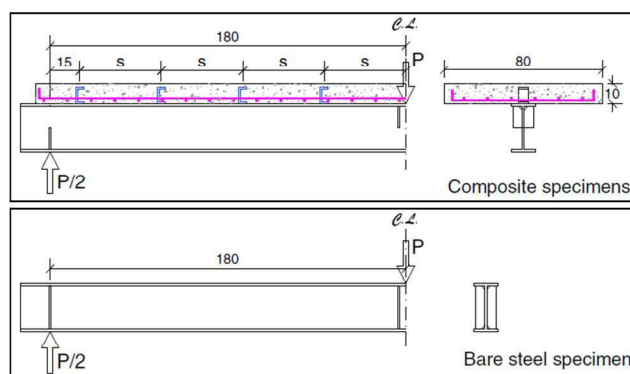 C.L.
180
P
15 s s s s
80
10
P/2
Composite specimens
C.L.
P
180
P/2
Bare steel specimen